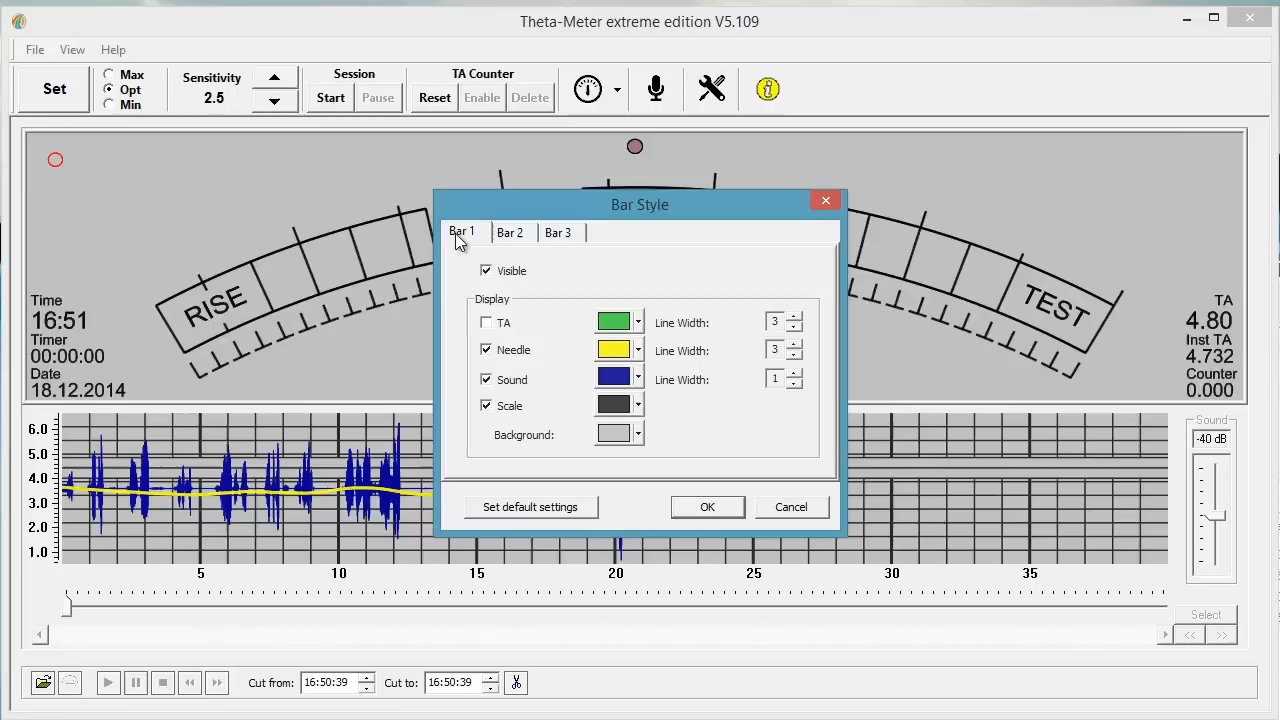 Theta-Meter extreme edition V5.109
File View Help
Set
Max
Opt
Min
Sensitivity
2.5
Session
Start Pause
TA Counter
Reset Enable Delete
RISE
TEST
Time
16:51
Timer
00:00:00
Date
18.12.2014
TA
4.80
Inst TA
4.732
Counter
0.000
Bar Style
Bar 1 Bar 2 Bar 3
Visible
Display
TA Line Width: 3
Needle Line Width: 3
Sound Line Width: 1
Scale
Background:
Set default settings OK Cancel
6.0
5.0
4.0
3.0
2.0
1.0
5 10 15 20 25 30 35
Sound
-40 dB
Select
<< >>
Cut from: 16:50:39 Cut to: 16:50:39